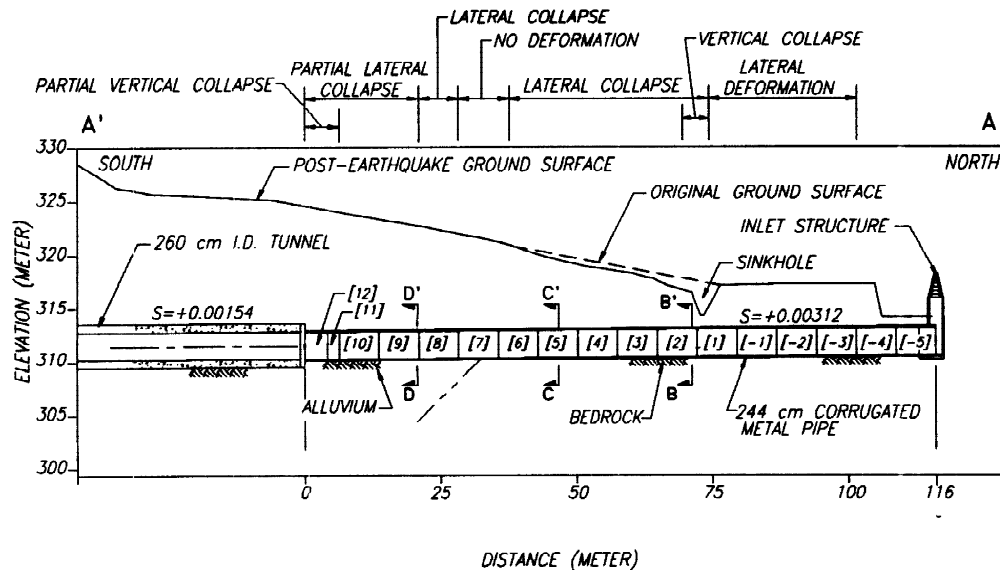 LATERAL COLLAPSE
NO DEFORMATION
VERTICAL COLLAPSE
PARTIAL LATERAL
COLLAPSE
LATERAL COLLAPSE
LATERAL
DEFORMATION
PARTIAL VERTICAL COLLAPSE
A'
A
330
SOUTH
POST-EARTHQUAKE GROUND SURFACE
NORTH
325
ORIGINAL GROUND SURFACE
INLET STRUCTURE
260 cm I.D. TUNNEL
320
SINKHOLE
[12]
D'
C'
B'
315
S=+0.00154
[11]
S=+0.00312
[10] [9] [8] [7] [6] [5] [4] [3] [2] [1] [-1] [-2] [-3] [-4] [-5]
310
D
C
B
ALLUVIUM
BEDROCK
244 cm CORRUGATED
METAL PIPE
305
300
ELEVATION (METER)
0 25 50 75 100 116
DISTANCE (METER)